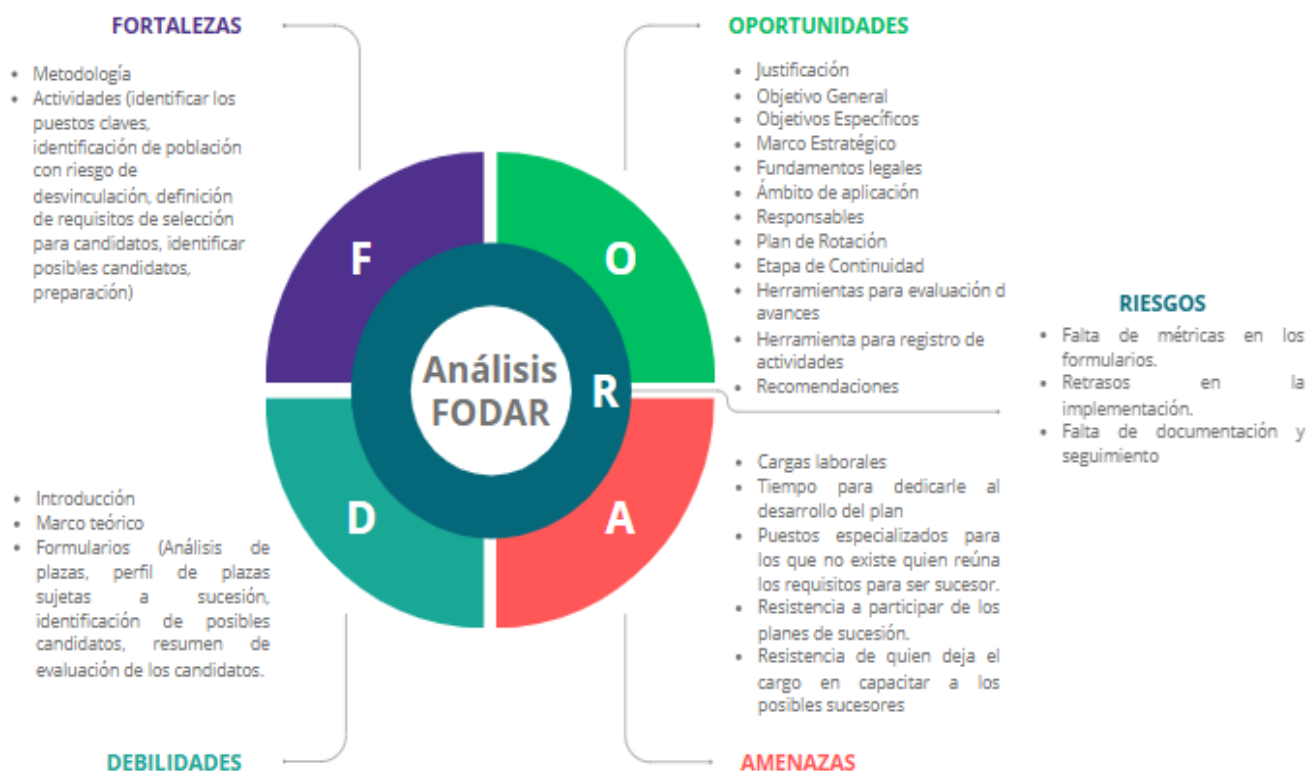 FORTALEZAS
• Metodología
• Actividades (identificar los
puestos claves,
identificación de población
con riesgo de
desvinculación, definición
de requisitos de selección
para candidatos, identificar
posibles candidatos,
preparación)
OPORTUNIDADES
• Justificación
• Objetivo General
• Objetivos Específicos
• Marco Estratégico
• Fundamentos legales
• Ámbito de aplicación
• Responsables
• Plan de Rotación
• Etapa de Continuidad
• Herramientas para evaluación d
avances
• Herramienta para registro de
actividades
• Recomendaciones
RIESGOS
• Falta de métricas en los
formularios.
• Retrasos en la
implementación.
• Falta de documentación y
seguimiento
F
O
Análisis
FODAR
R
D
A
• Introducción
• Marco teórico
• Formularios (Análisis de
plazas, perfil de plazas
sujetas a sucesión,
identificación de posibles
candidatos, resumen de
evaluación de los candidatos.
DEBILIDADES
• Cargas laborales
• Tiempo para dedicarle al
desarrollo del plan
• Puestos especializados para
los que no existe quien reúna
los requisitos para ser sucesor.
• Resistencia a participar de los
planes de sucesión.
• Resistencia de quien deja el
cargo en capacitar a los
posibles sucesores
AMENAZAS